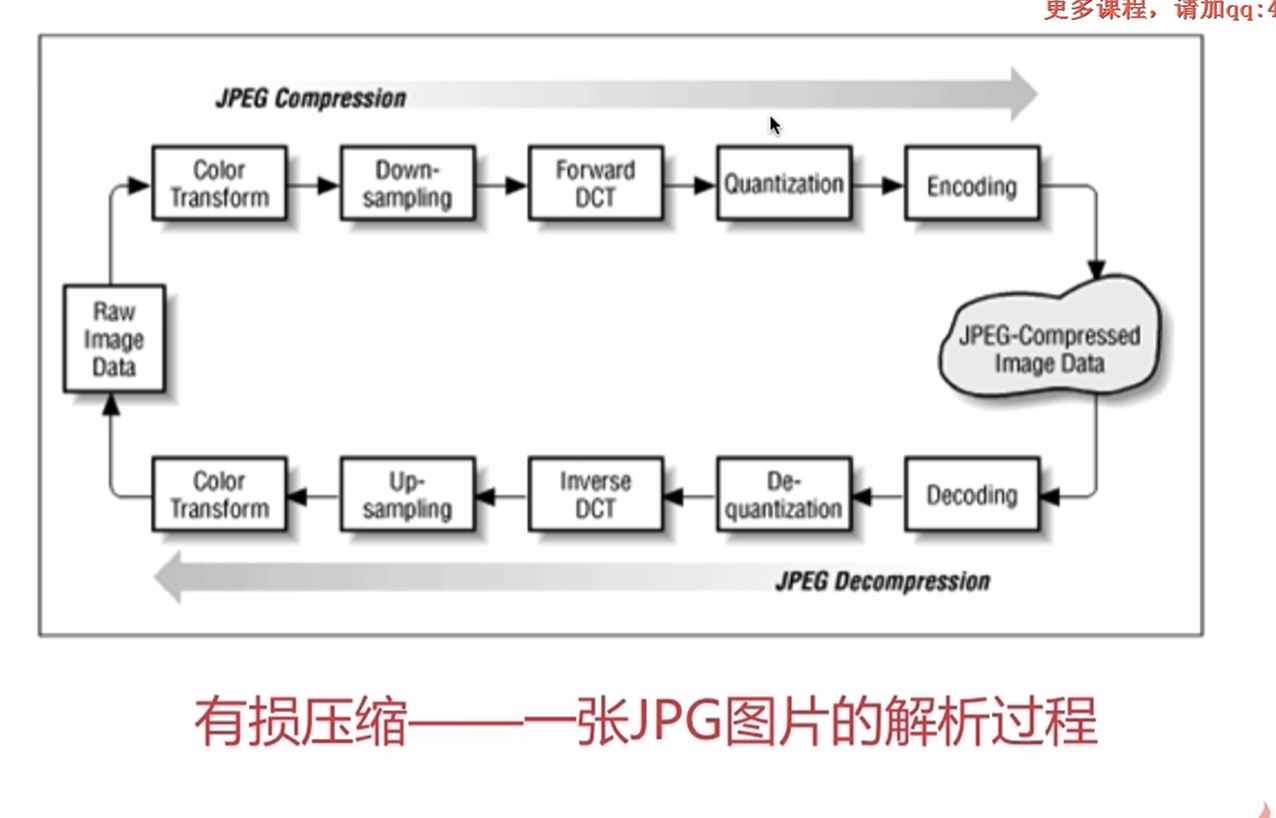 更多课程，请加qq:4
JPEG Compression
Color
Transform
Down-
sampling
Forward
DCT
Quantization
Encoding
Raw
Image
Data
JPEG-Compressed
Image Data
Color
Transform
Up-
sampling
Inverse
DCT
De-
quantization
Decoding
JPEG Decompression
有损压缩——一张JPG图片的解析过程